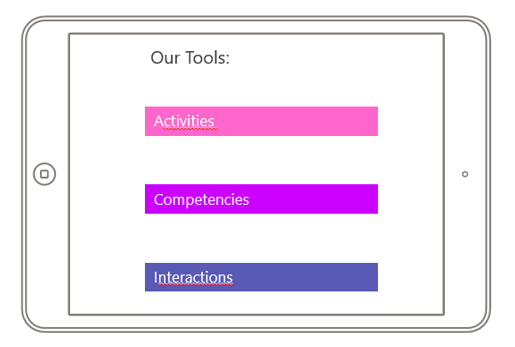 Our Tools:
Activities
Competencies
Interactions